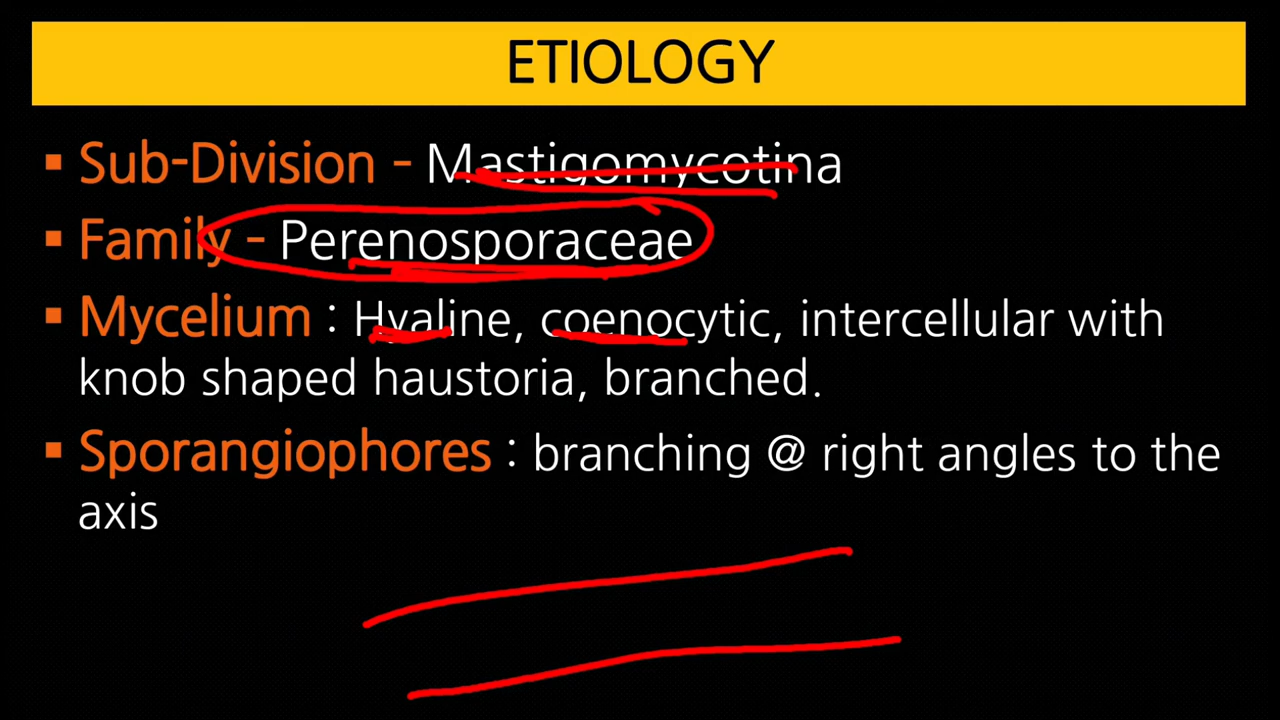 ETIOLOGY
▪ Sub-Division - Mastigomycotina
▪ Family - Perenosporaceae
▪ Mycelium : Hyaline, coenocytic, intercellular with
knob shaped haustoria, branched.
▪ Sporangiophores : branching @ right angles to the
axis